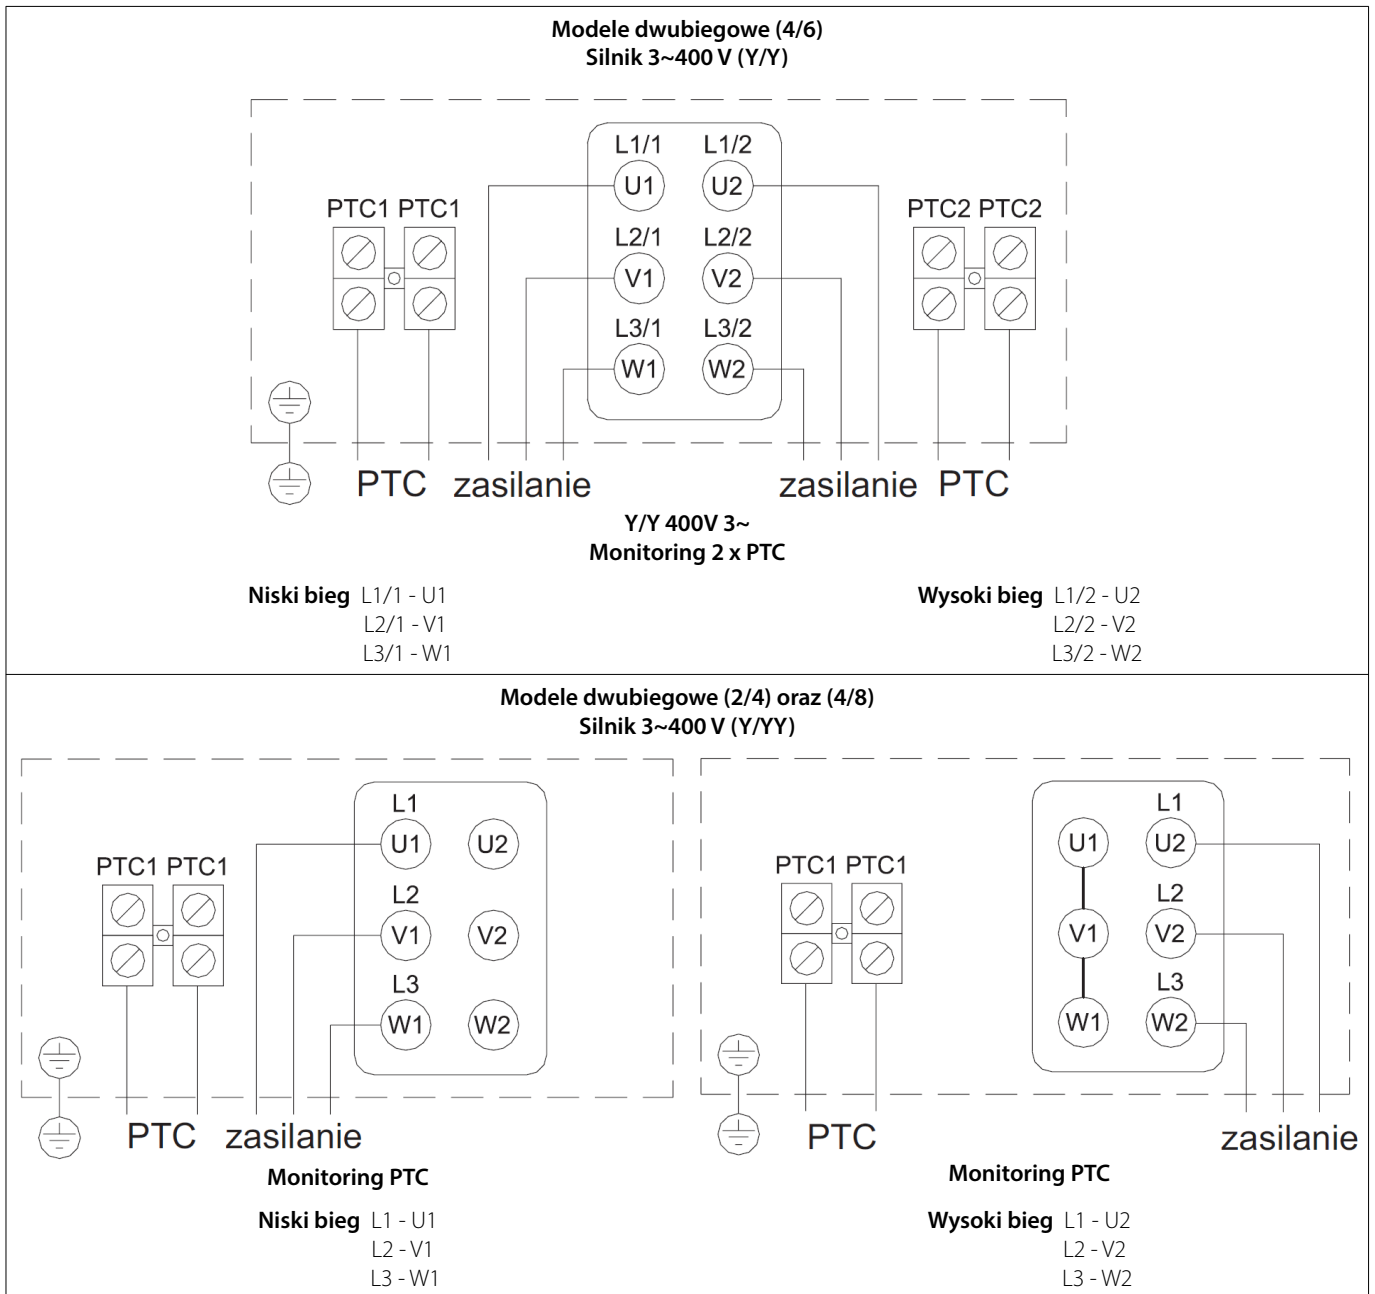 Modele dwubiegowe (4/6)
Silnik 3~400 V (Y/Y)
L1/1 L1/2
U1 U2
PTC1 PTC1
PTC2 PTC2
L2/1 L2/2
V1 V2
L3/1 L3/2
W1 W2
PTC zasilanie zasilanie PTC
Y/Y 400V 3~
Monitoring 2 x PTC
Niski bieg L1/1 - U1
L2/1 - V1
L3/1 - W1
Wysoki bieg L1/2 - U2
L2/2 - V2
L3/2 - W2
Modele dwubiegowe (2/4) oraz (4/8)
Silnik 3~400 V (Y/YY)
L1
U1 U2
PTC1 PTC1
L2
V1 V2
L3
W1 W2
PTC zasilanie
Monitoring PTC
Niski bieg L1 - U1
L2 - V1
L3 - W1
L1
U1 U2
PTC1 PTC1
L2
V1 V2
L3
W1 W2
PTC zasilanie
Monitoring PTC
Wysoki bieg L1 - U2
L2 - V2
L3 - W2